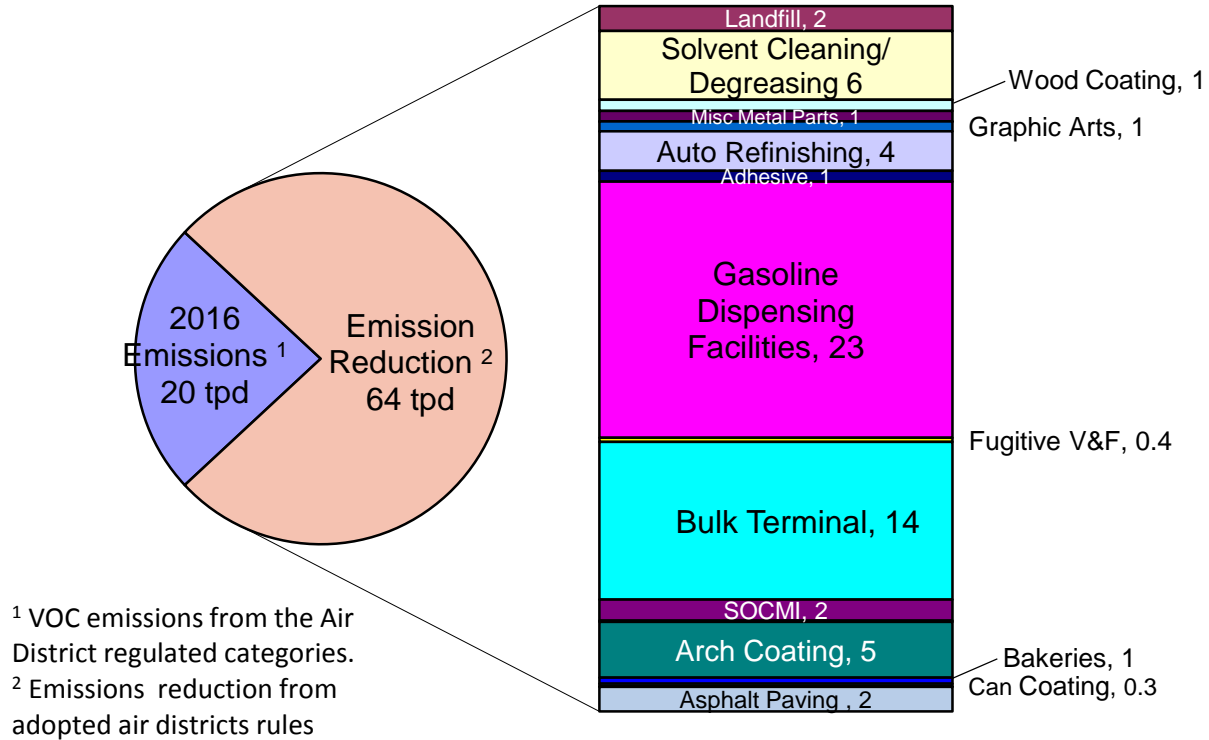 Landfill, 2
Solvent Cleaning/
Degreasing 6
Wood Coating, 1
Misc Metal Parts, 1
Graphic Arts, 1
Auto Refinishing, 4
Adhesive, 1
Gasoline
Dispensing
Facilities, 23
2016
Emissions ¹
20 tpd
Emission
Reduction ²
64 tpd
Fugitive V&F, 0.4
Bulk Terminal, 14
SOCMI, 2
Arch Coating, 5
Bakeries, 1
Can Coating, 0.3
Asphalt Paving , 2
¹ VOC emissions from the Air
District regulated categories.
² Emissions reduction from
adopted air districts rules